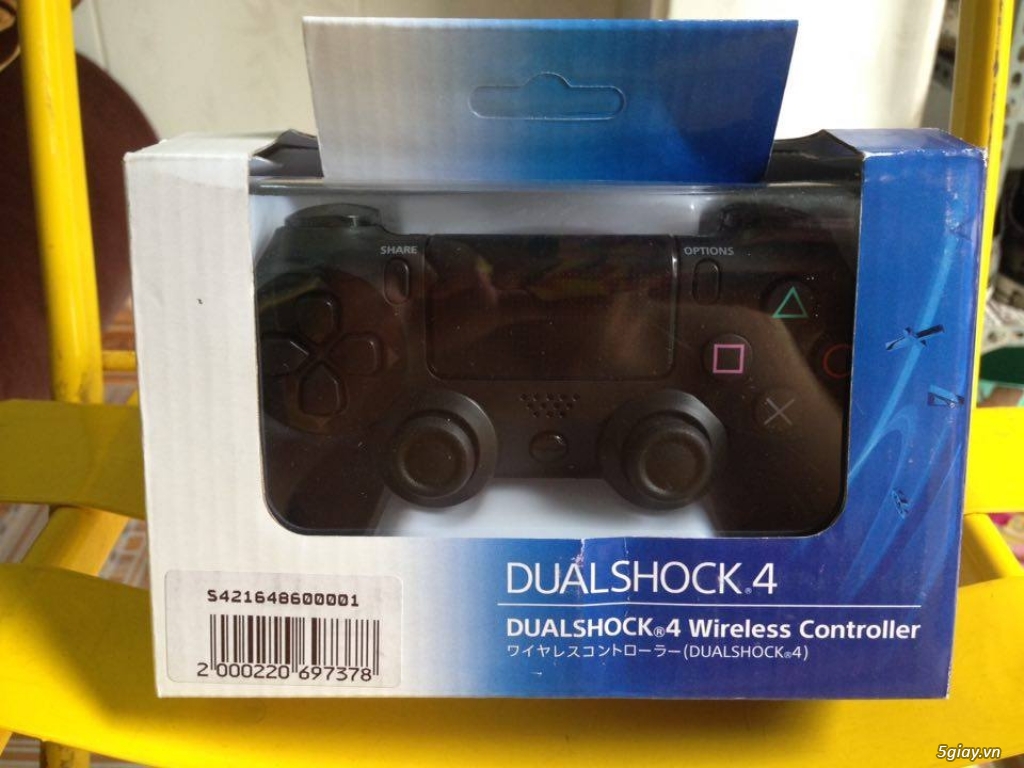 SHARE
OPTIONS
DUALSHOCK®4
DUALSHOCK®4 Wireless Controller
ワイヤレスコントローラー(DUALSHOCK®4)
S421648600001
2 000220 697378
5giay.vn